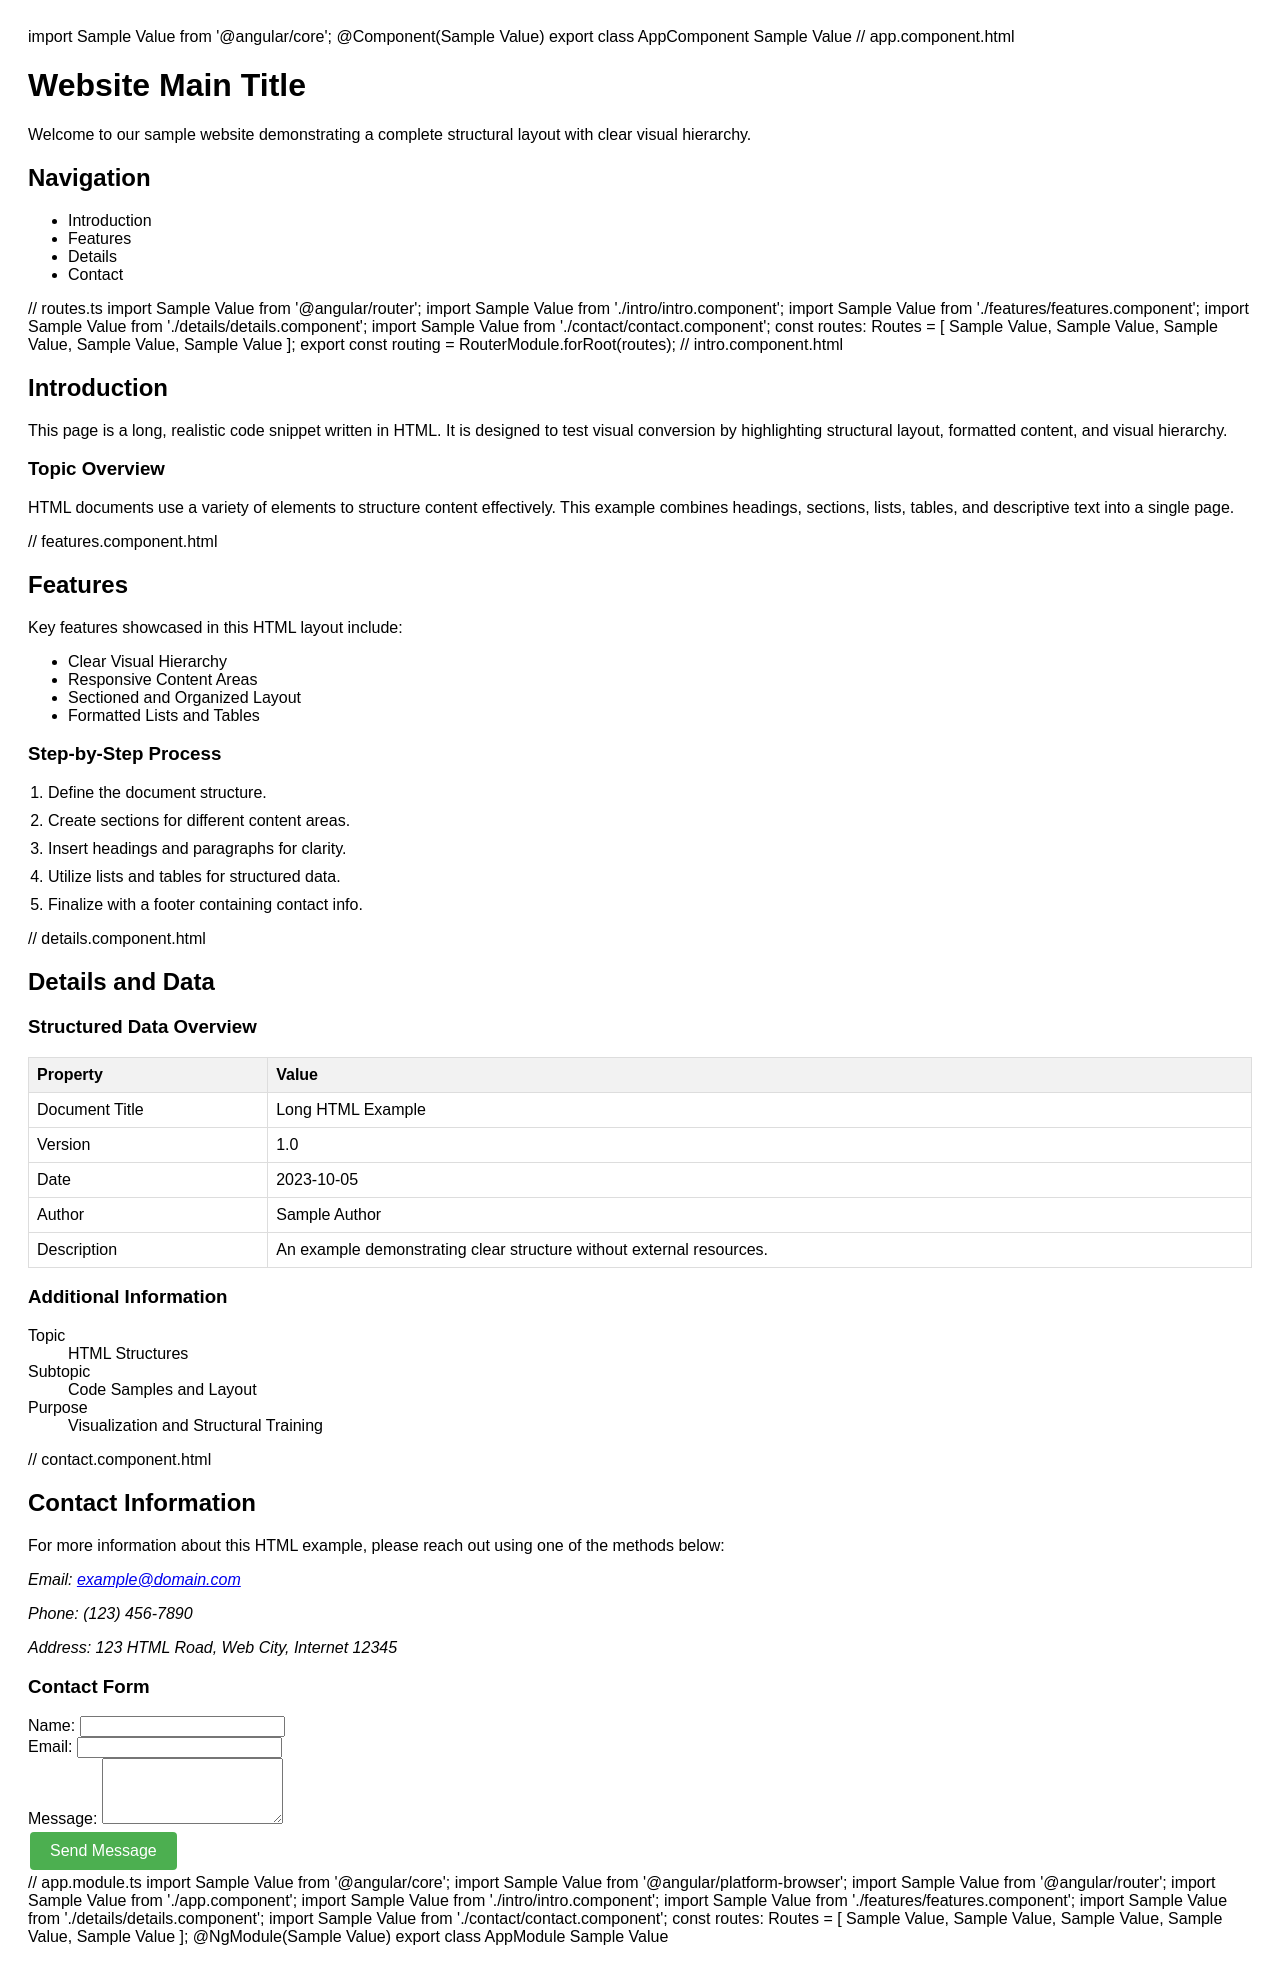 import Sample Value from '@angular/core'; @Component(Sample Value) export class AppComponent Sample Value // app.component.html
Website Main Title
Welcome to our sample website demonstrating a complete structural layout with clear visual hierarchy.
Navigation
• Introduction
• Features
• Details
• Contact
// routes.ts import Sample Value from '@angular/router'; import Sample Value from './intro/intro.component'; import Sample Value from './features/features.component'; import
Sample Value from './details/details.component'; import Sample Value from './contact/contact.component'; const routes: Routes = [ Sample Value, Sample Value, Sample
Value, Sample Value, Sample Value ]; export const routing = RouterModule.forRoot(routes); // intro.component.html
Introduction
This page is a long, realistic code snippet written in HTML. It is designed to test visual conversion by highlighting structural layout, formatted content, and visual hierarchy.
Topic Overview
HTML documents use a variety of elements to structure content effectively. This example combines headings, sections, lists, tables, and descriptive text into a single page.
// features.component.html
Features
Key features showcased in this HTML layout include:
• Clear Visual Hierarchy
• Responsive Content Areas
• Sectioned and Organized Layout
• Formatted Lists and Tables
Step-by-Step Process
1. Define the document structure.
2. Create sections for different content areas.
3. Insert headings and paragraphs for clarity.
4. Utilize lists and tables for structured data.
5. Finalize with a footer containing contact info.
// details.component.html
Details and Data
Structured Data Overview
Property Value
Document Title Long HTML Example
Version 1.0
Date 2023-10-05
Author Sample Author
Description An example demonstrating clear structure without external resources.
Additional Information
Topic
HTML Structures
Subtopic
Code Samples and Layout
Purpose
Visualization and Structural Training
// contact.component.html
Contact Information
For more information about this HTML example, please reach out using one of the methods below:
Email: example@domain.com
Phone: (123) 456-7890
Address: 123 HTML Road, Web City, Internet 12345
Contact Form
Name:
Email:
Message:
Send Message
// app.module.ts import Sample Value from '@angular/core'; import Sample Value from '@angular/platform-browser'; import Sample Value from '@angular/router'; import
Sample Value from './app.component'; import Sample Value from './intro/intro.component'; import Sample Value from './features/features.component'; import Sample Value
from './details/details.component'; import Sample Value from './contact/contact.component'; const routes: Routes = [ Sample Value, Sample Value, Sample Value, Sample
Value, Sample Value ]; @NgModule(Sample Value) export class AppModule Sample Value